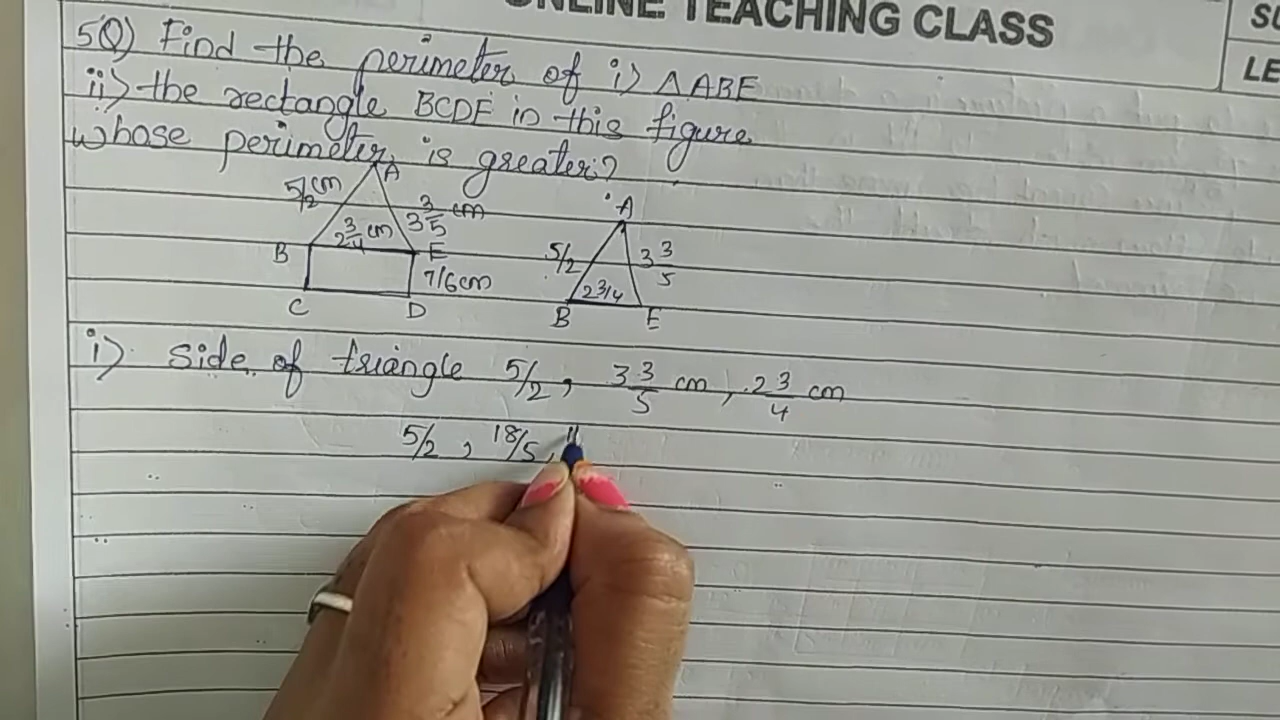 ONLINE TEACHING CLASS
LE
5Q) Find the perimeter of i) △ABE
ii) the rectangle BCDE in this figure
whose perimeter is greater?
A
5/2 cm
3 3/5 cm
2 3/4 cm
B
E
7/6cm
C
D
A
5/2
3 3/5
2 3/4
B
E
i) Side of triangle 5/2, 3 3/5 cm, 2 3/4 cm
5/2, 18/5, 11